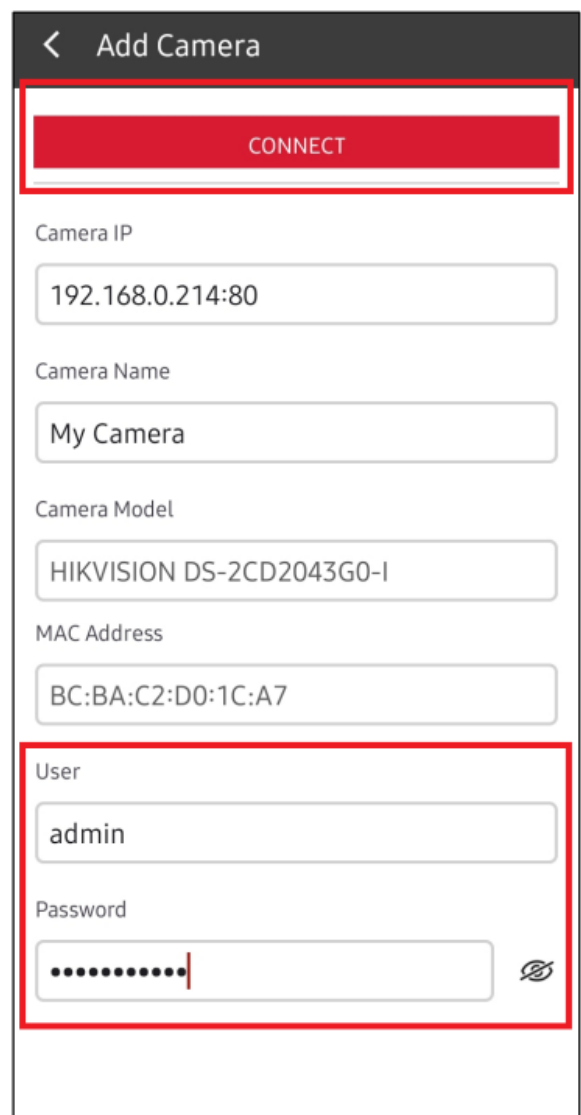 Add Camera
CONNECT
Camera IP
192.168.0.214:80
Camera Name
My Camera
Camera Model
HIKVISION DS-2CD2043G0-I
MAC Address
BC:BA:C2:D0:1C:A7
User
admin
Password
•••••••••••